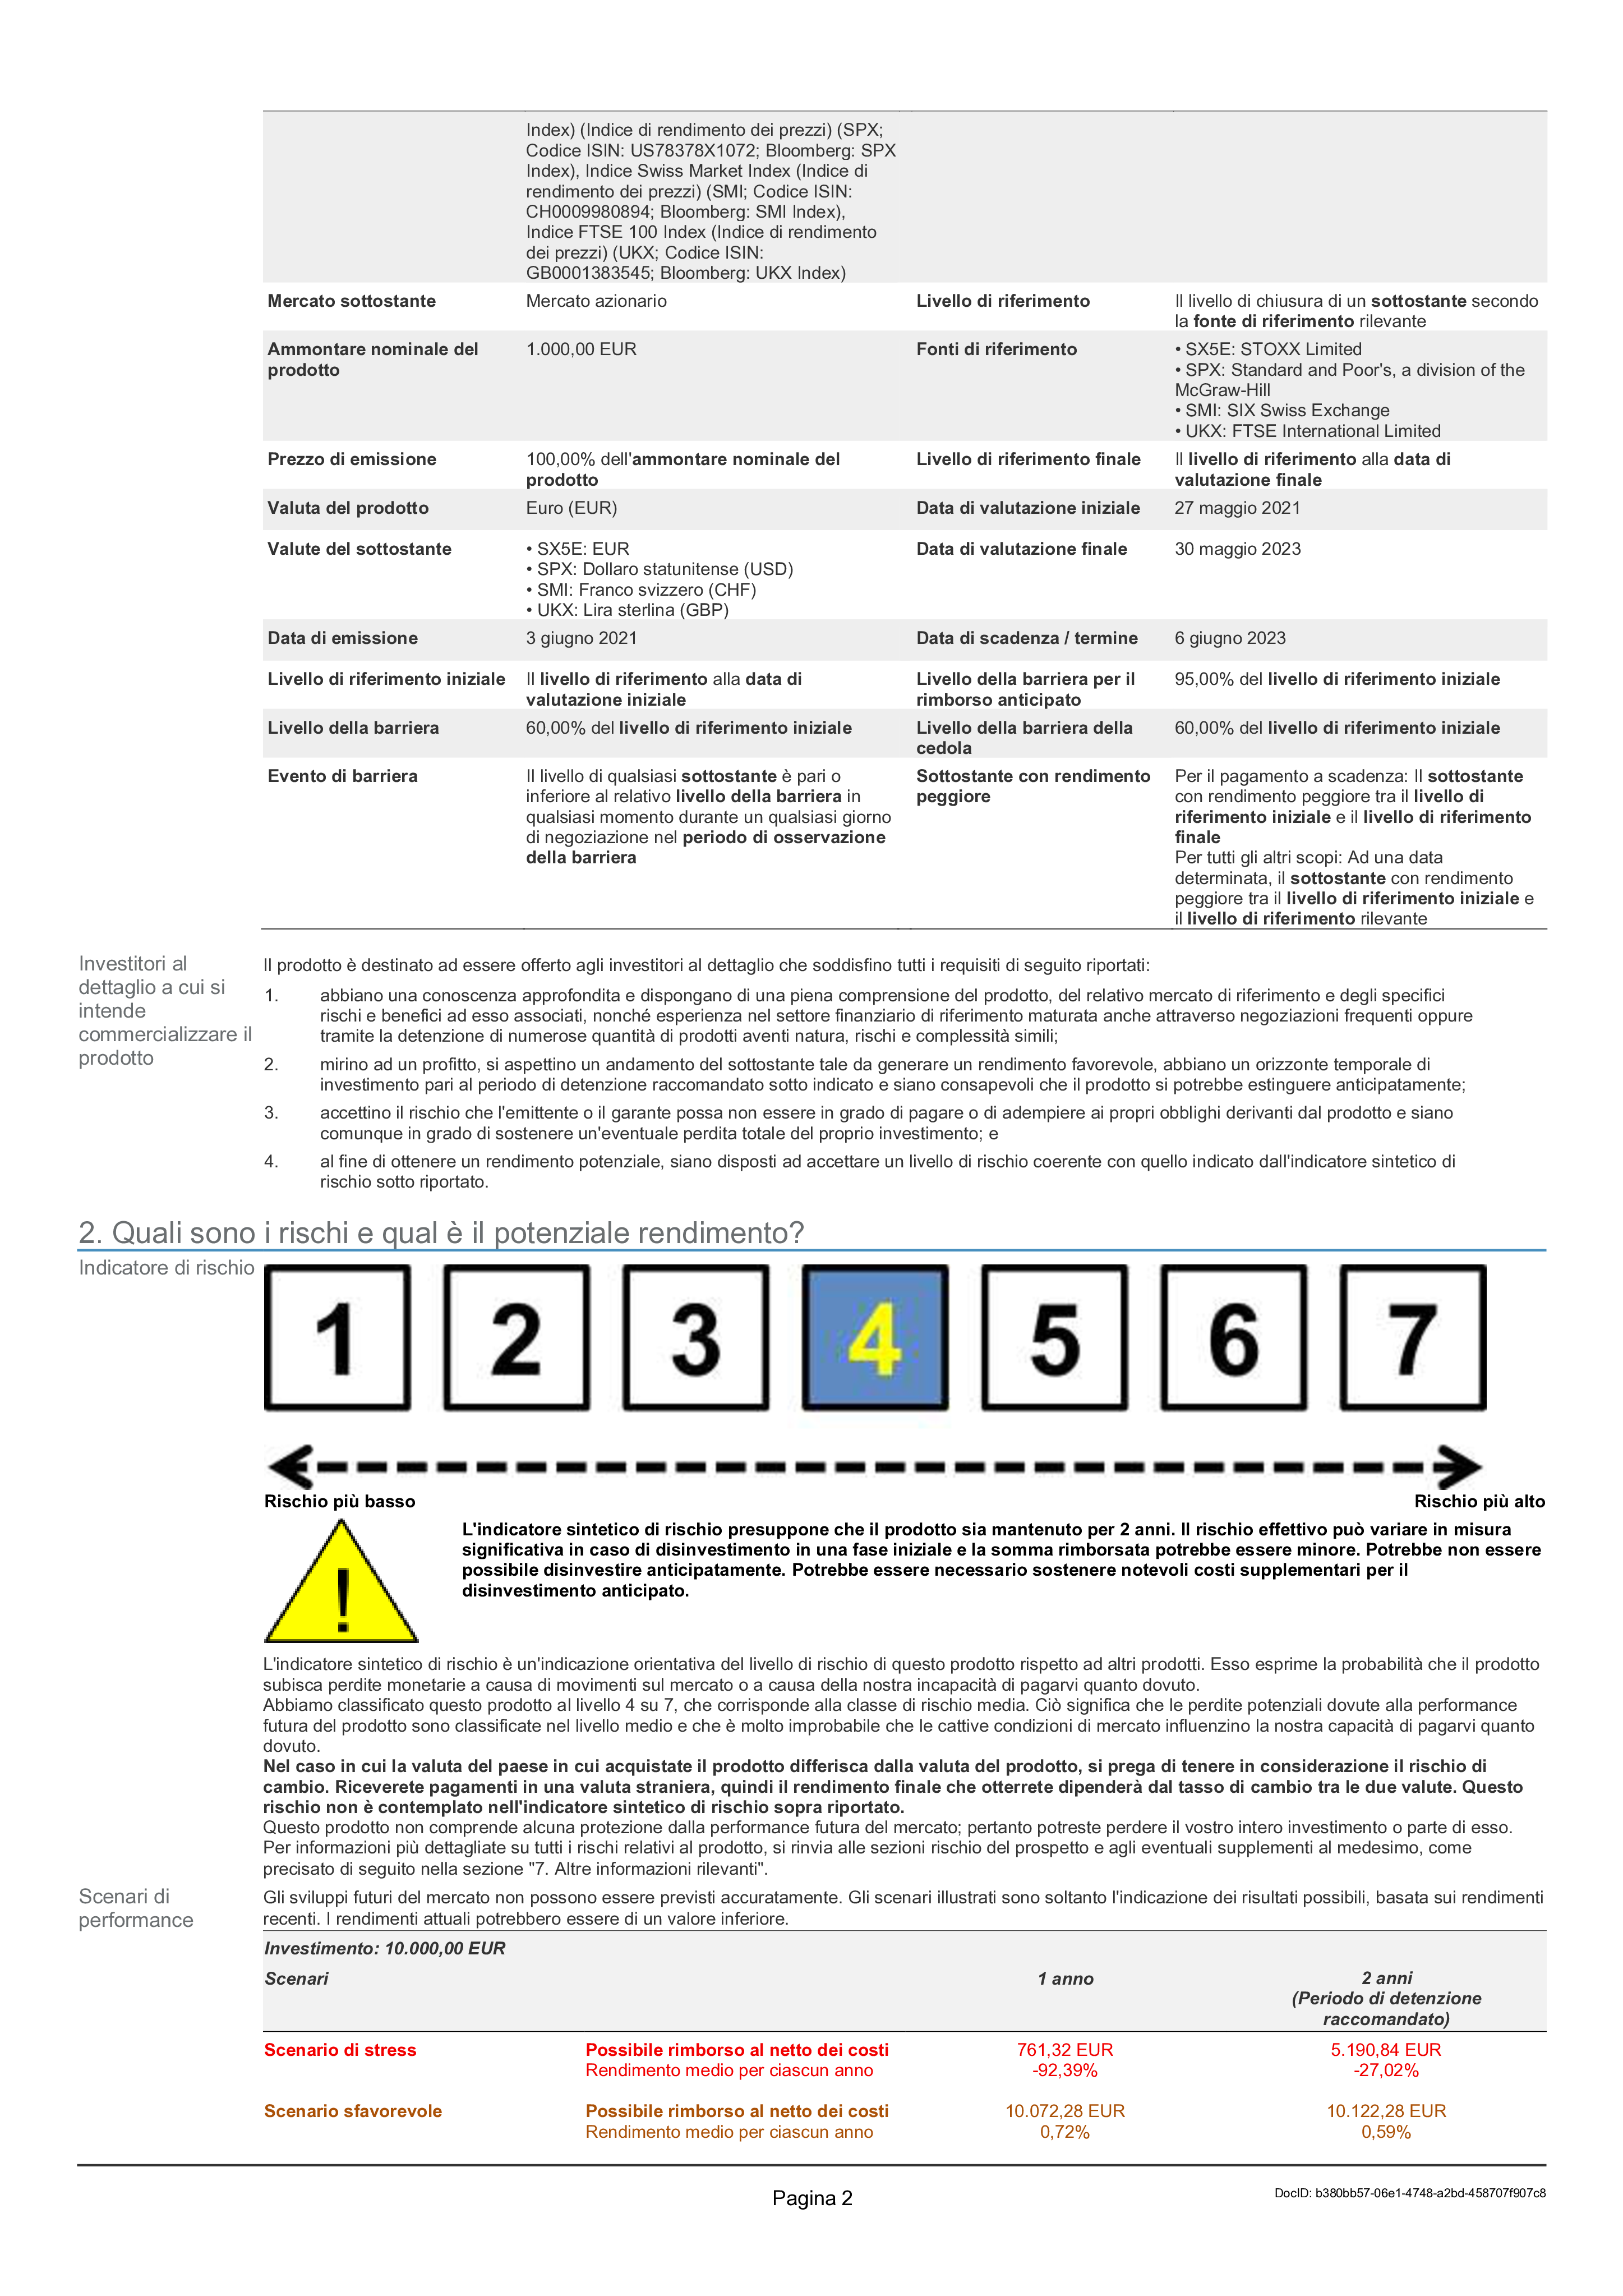 Index) (Indice di rendimento dei prezzi) (SPX;
Codice ISIN: US78378X1072; Bloomberg: SPX
Index), Indice Swiss Market Index (Indice di
rendimento dei prezzi) (SMI; Codice ISIN:
CH0009980894; Bloomberg: SMI Index),
Indice FTSE 100 Index (Indice di rendimento
dei prezzi) (UKX; Codice ISIN:
GB0001383545; Bloomberg: UKX Index)
Mercato sottostante
Mercato azionario
Livello di riferimento
Il livello di chiusura di un sottostante secondo
la fonte di riferimento rilevante
Ammontare nominale del
prodotto
1.000,00 EUR
Fonti di riferimento
• SX5E: STOXX Limited
• SPX: Standard and Poor's, a division of the
McGraw-Hill
• SMI: SIX Swiss Exchange
• UKX: FTSE International Limited
Prezzo di emissione
100,00% dell'ammontare nominale del
prodotto
Livello di riferimento finale
Il livello di riferimento alla data di
valutazione finale
Valuta del prodotto
Euro (EUR)
Data di valutazione iniziale
27 maggio 2021
Valute del sottostante
• SX5E: EUR
• SPX: Dollaro statunitense (USD)
• SMI: Franco svizzero (CHF)
• UKX: Lira sterlina (GBP)
Data di valutazione finale
30 maggio 2023
Data di emissione
3 giugno 2021
Data di scadenza / termine
6 giugno 2023
Livello di riferimento iniziale
Il livello di riferimento alla data di
valutazione iniziale
Livello della barriera per il
rimborso anticipato
95,00% del livello di riferimento iniziale
Livello della barriera
60,00% del livello di riferimento iniziale
Livello della barriera della
cedola
60,00% del livello di riferimento iniziale
Evento di barriera
Il livello di qualsiasi sottostante è pari o
inferiore al relativo livello della barriera in
qualsiasi momento durante un qualsiasi giorno
di negoziazione nel periodo di osservazione
della barriera
Sottostante con rendimento
peggiore
Per il pagamento a scadenza: Il sottostante
con rendimento peggiore tra il livello di
riferimento iniziale e il livello di riferimento
finale
Per tutti gli altri scopi: Ad una data
determinata, il sottostante con rendimento
peggiore tra il livello di riferimento iniziale e
il livello di riferimento rilevante
Investitori al
dettaglio a cui si
intende
commercializzare il
prodotto
Il prodotto è destinato ad essere offerto agli investitori al dettaglio che soddisfino tutti i requisiti di seguito riportati:
1. abbiano una conoscenza approfondita e dispongano di una piena comprensione del prodotto, del relativo mercato di riferimento e degli specifici
rischi e benefici ad esso associati, nonché esperienza nel settore finanziario di riferimento maturata anche attraverso negoziazioni frequenti oppure
tramite la detenzione di numerose quantità di prodotti aventi natura, rischi e complessità simili;
2. mirino ad un profitto, si aspettino un andamento del sottostante tale da generare un rendimento favorevole, abbiano un orizzonte temporale di
investimento pari al periodo di detenzione raccomandato sotto indicato e siano consapevoli che il prodotto si potrebbe estinguere anticipatamente;
3. accettino il rischio che l'emittente o il garante possa non essere in grado di pagare o di adempiere ai propri obblighi derivanti dal prodotto e siano
comunque in grado di sostenere un'eventuale perdita totale del proprio investimento; e
4. al fine di ottenere un rendimento potenziale, siano disposti ad accettare un livello di rischio coerente con quello indicato dall'indicatore sintetico di
rischio sotto riportato.
2. Quali sono i rischi e qual è il potenziale rendimento?
Indicatore di rischio
1 2 3 4 5 6 7
Rischio più basso
Rischio più alto
!
L'indicatore sintetico di rischio presuppone che il prodotto sia mantenuto per 2 anni. Il rischio effettivo può variare in misura
significativa in caso di disinvestimento in una fase iniziale e la somma rimborsata potrebbe essere minore. Potrebbe non essere
possibile disinvestire anticipatamente. Potrebbe essere necessario sostenere notevoli costi supplementari per il
disinvestimento anticipato.
L'indicatore sintetico di rischio è un'indicazione orientativa del livello di rischio di questo prodotto rispetto ad altri prodotti. Esso esprime la probabilità che il prodotto
subisca perdite monetarie a causa di movimenti sul mercato o a causa della nostra incapacità di pagarvi quanto dovuto.
Abbiamo classificato questo prodotto al livello 4 su 7, che corrisponde alla classe di rischio media. Ciò significa che le perdite potenziali dovute alla performance
futura del prodotto sono classificate nel livello medio e che è molto improbabile che le cattive condizioni di mercato influenzino la nostra capacità di pagarvi quanto
dovuto.
Nel caso in cui la valuta del paese in cui acquistate il prodotto differisca dalla valuta del prodotto, si prega di tenere in considerazione il rischio di
cambio. Riceverete pagamenti in una valuta straniera, quindi il rendimento finale che otterrete dipenderà dal tasso di cambio tra le due valute. Questo
rischio non è contemplato nell'indicatore sintetico di rischio sopra riportato.
Questo prodotto non comprende alcuna protezione dalla performance futura del mercato; pertanto potreste perdere il vostro intero investimento o parte di esso.
Per informazioni più dettagliate su tutti i rischi relativi al prodotto, si rinvia alle sezioni rischio del prospetto e agli eventuali supplementi al medesimo, come
precisato di seguito nella sezione "7. Altre informazioni rilevanti".
Scenari di
performance
Gli sviluppi futuri del mercato non possono essere previsti accuratamente. Gli scenari illustrati sono soltanto l'indicazione dei risultati possibili, basata sui rendimenti
recenti. I rendimenti attuali potrebbero essere di un valore inferiore.
Investimento: 10.000,00 EUR
Scenari
1 anno
2 anni
(Periodo di detenzione
raccomandato)
Scenario di stress
Possibile rimborso al netto dei costi
761,32 EUR
5.190,84 EUR
Rendimento medio per ciascun anno
-92,39%
-27,02%
Scenario sfavorevole
Possibile rimborso al netto dei costi
10.072,28 EUR
10.122,28 EUR
Rendimento medio per ciascun anno
0,72%
0,59%
Pagina 2
DocID: b380bb57-06e1-4748-a2bd-458707f907c8